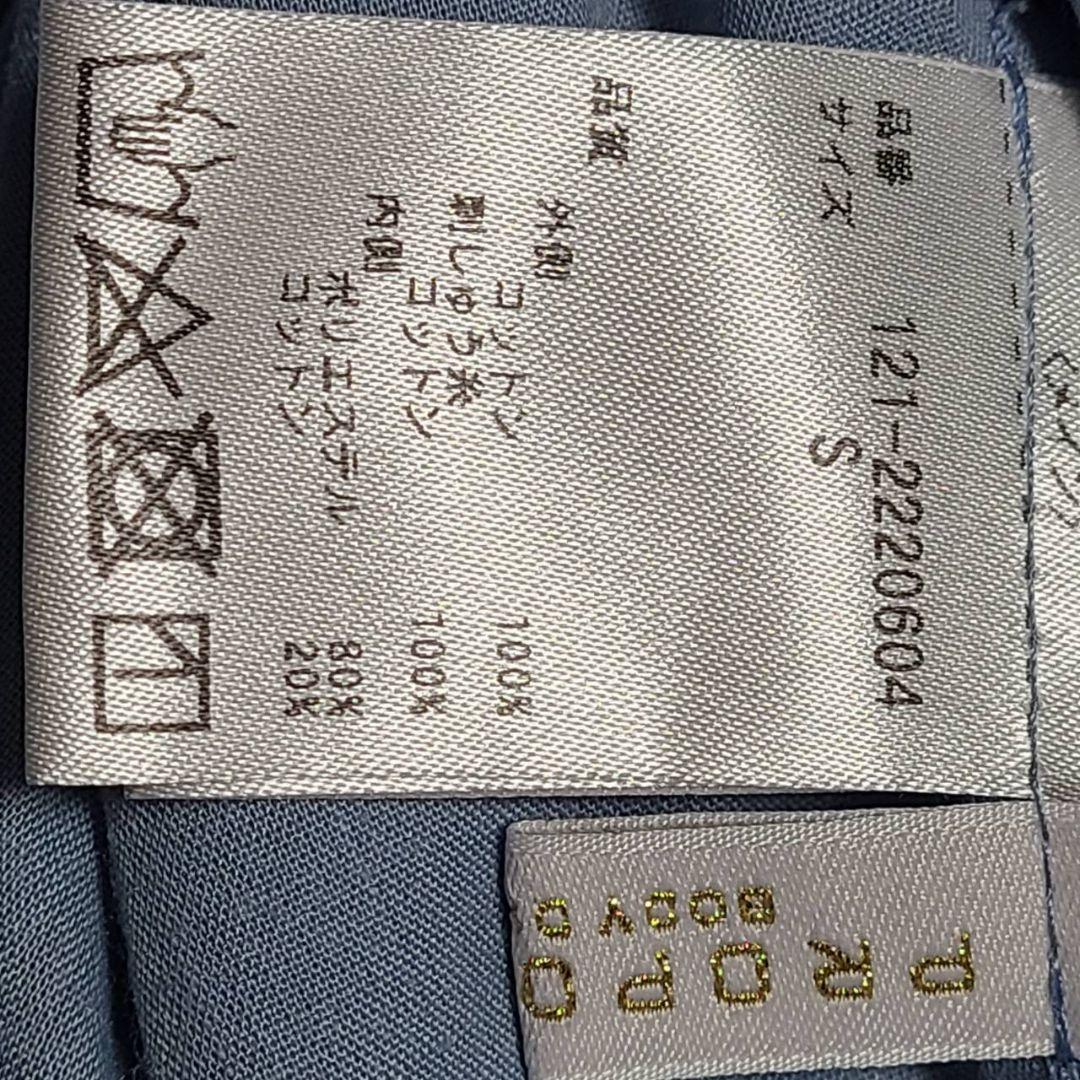 品番 121-2220604
サイズ S
品質
外側
コットン 100%
刺しゅう糸
コットン 100%
内側
ポリエステル 80%
コットン 20%
PROPO
BODY D